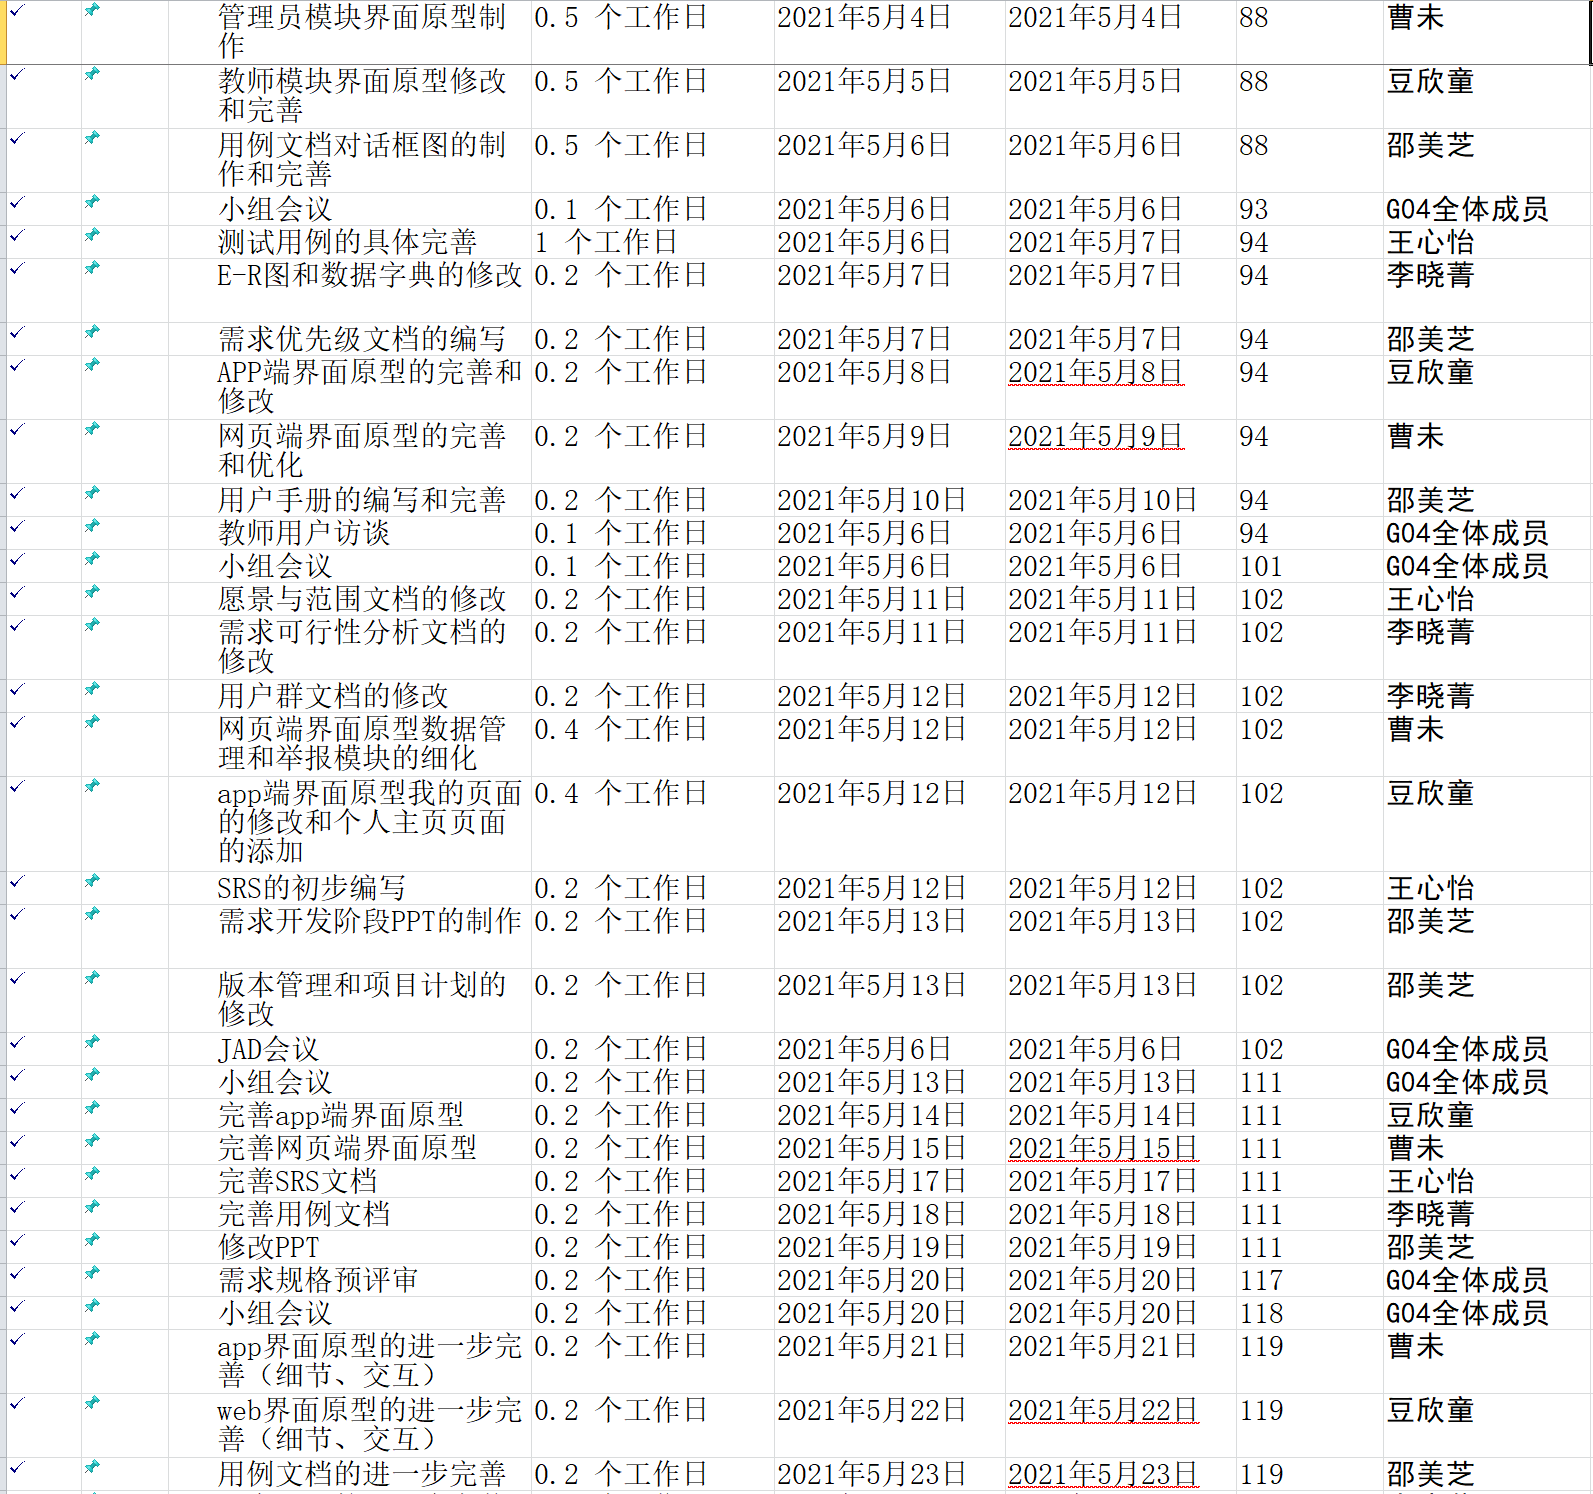 管理员模块界面原型制 0.5 个工作日 2021年5月4日 2021年5月4日 88 曹未
作
教师模块界面原型修改 0.5 个工作日 2021年5月5日 2021年5月5日 88 豆欣童
和完善
用例文档对话框图的制 0.5 个工作日 2021年5月6日 2021年5月6日 88 邵美芝
作和完善
小组会议 0.1 个工作日 2021年5月6日 2021年5月6日 93 G04全体成员
测试用例的具体完善 1 个工作日 2021年5月6日 2021年5月7日 94 王心怡
E-R图和数据字典的修改 0.2 个工作日 2021年5月7日 2021年5月7日 94 李晓菁
需求优先级文档的编写 0.2 个工作日 2021年5月7日 2021年5月7日 94 邵美芝
APP端界面原型的完善和 0.2 个工作日 2021年5月8日 2021年5月8日 94 豆欣童
修改
网页端界面原型的完善 0.2 个工作日 2021年5月9日 2021年5月9日 94 曹未
和优化
用户手册的编写和完善 0.2 个工作日 2021年5月10日 2021年5月10日 94 邵美芝
教师用户访谈 0.1 个工作日 2021年5月6日 2021年5月6日 94 G04全体成员
小组会议 0.1 个工作日 2021年5月6日 2021年5月6日 101 G04全体成员
愿景与范围文档的修改 0.2 个工作日 2021年5月11日 2021年5月11日 102 王心怡
需求可行性分析文档的 0.2 个工作日 2021年5月11日 2021年5月11日 102 李晓菁
修改
用户群文档的修改 0.2 个工作日 2021年5月12日 2021年5月12日 102 李晓菁
网页端界面原型数据管 0.4 个工作日 2021年5月12日 2021年5月12日 102 曹未
理和举报模块的细化
app端界面原型我的页面 0.4 个工作日 2021年5月12日 2021年5月12日 102 豆欣童
的修改和个人主页页面
的添加
SRS的初步编写 0.2 个工作日 2021年5月12日 2021年5月12日 102 王心怡
需求开发阶段PPT的制作 0.2 个工作日 2021年5月13日 2021年5月13日 102 邵美芝
版本管理和项目计划的 0.2 个工作日 2021年5月13日 2021年5月13日 102 邵美芝
修改
JAD会议 0.2 个工作日 2021年5月6日 2021年5月6日 102 G04全体成员
小组会议 0.2 个工作日 2021年5月13日 2021年5月13日 111 G04全体成员
完善app端界面原型 0.2 个工作日 2021年5月14日 2021年5月14日 111 豆欣童
完善网页端界面原型 0.2 个工作日 2021年5月15日 2021年5月15日 111 曹未
完善SRS文档 0.2 个工作日 2021年5月17日 2021年5月17日 111 王心怡
完善用例文档 0.2 个工作日 2021年5月18日 2021年5月18日 111 李晓菁
修改PPT 0.2 个工作日 2021年5月19日 2021年5月19日 111 邵美芝
需求规格预评审 0.2 个工作日 2021年5月20日 2021年5月20日 117 G04全体成员
小组会议 0.2 个工作日 2021年5月20日 2021年5月20日 118 G04全体成员
app界面原型的进一步完 0.2 个工作日 2021年5月21日 2021年5月21日 119 曹未
善（细节、交互）
web界面原型的进一步完 0.2 个工作日 2021年5月22日 2021年5月22日 119 豆欣童
善（细节、交互）
用例文档的进一步完善 0.2 个工作日 2021年5月23日 2021年5月23日 119 邵美芝